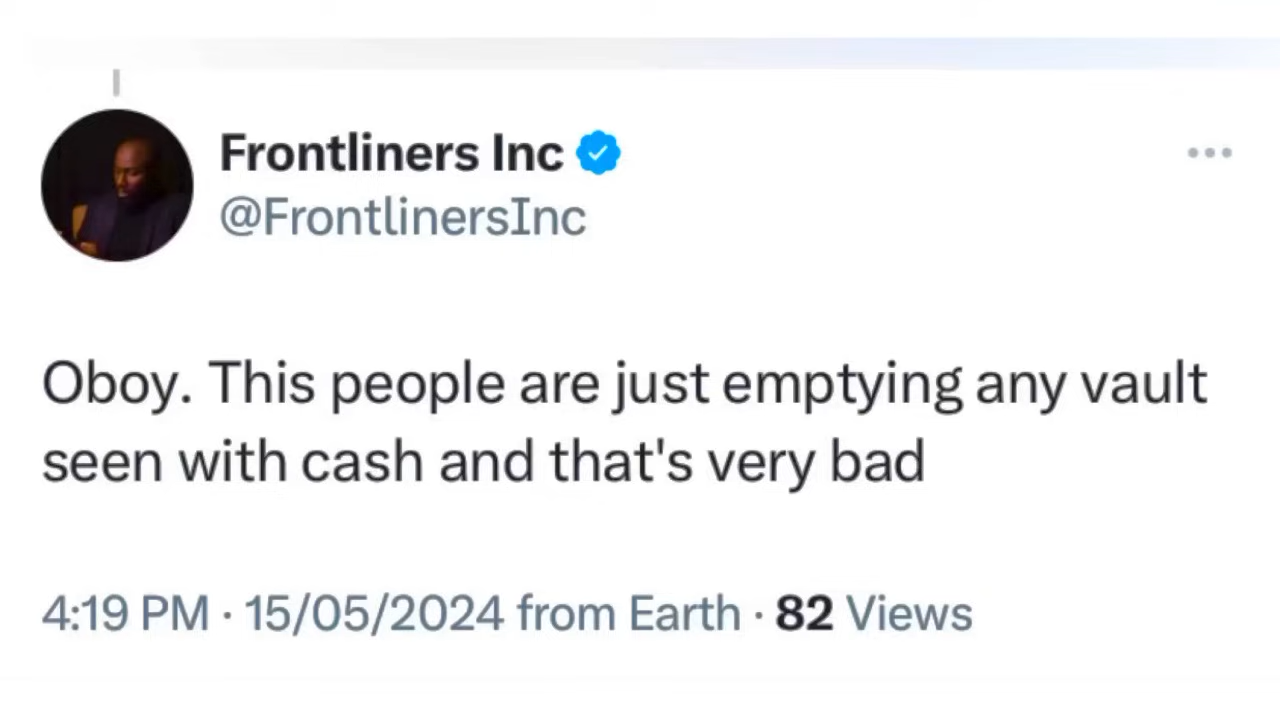 Frontliners Inc
@FrontlinersInc
Oboy. This people are just emptying any vault
seen with cash and that's very bad
4:19 PM · 15/05/2024 from Earth · 82 Views